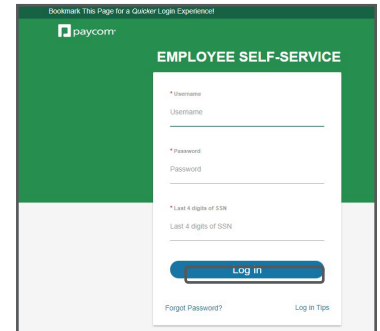 Bookmark This Page for a Quicker Login Experience!
paycom
EMPLOYEE SELF-SERVICE
* Username
Username
* Password
Password
* Last 4 digits of SSN
Last 4 digits of SSN
Log In
Forgot Password?
Log in Tips